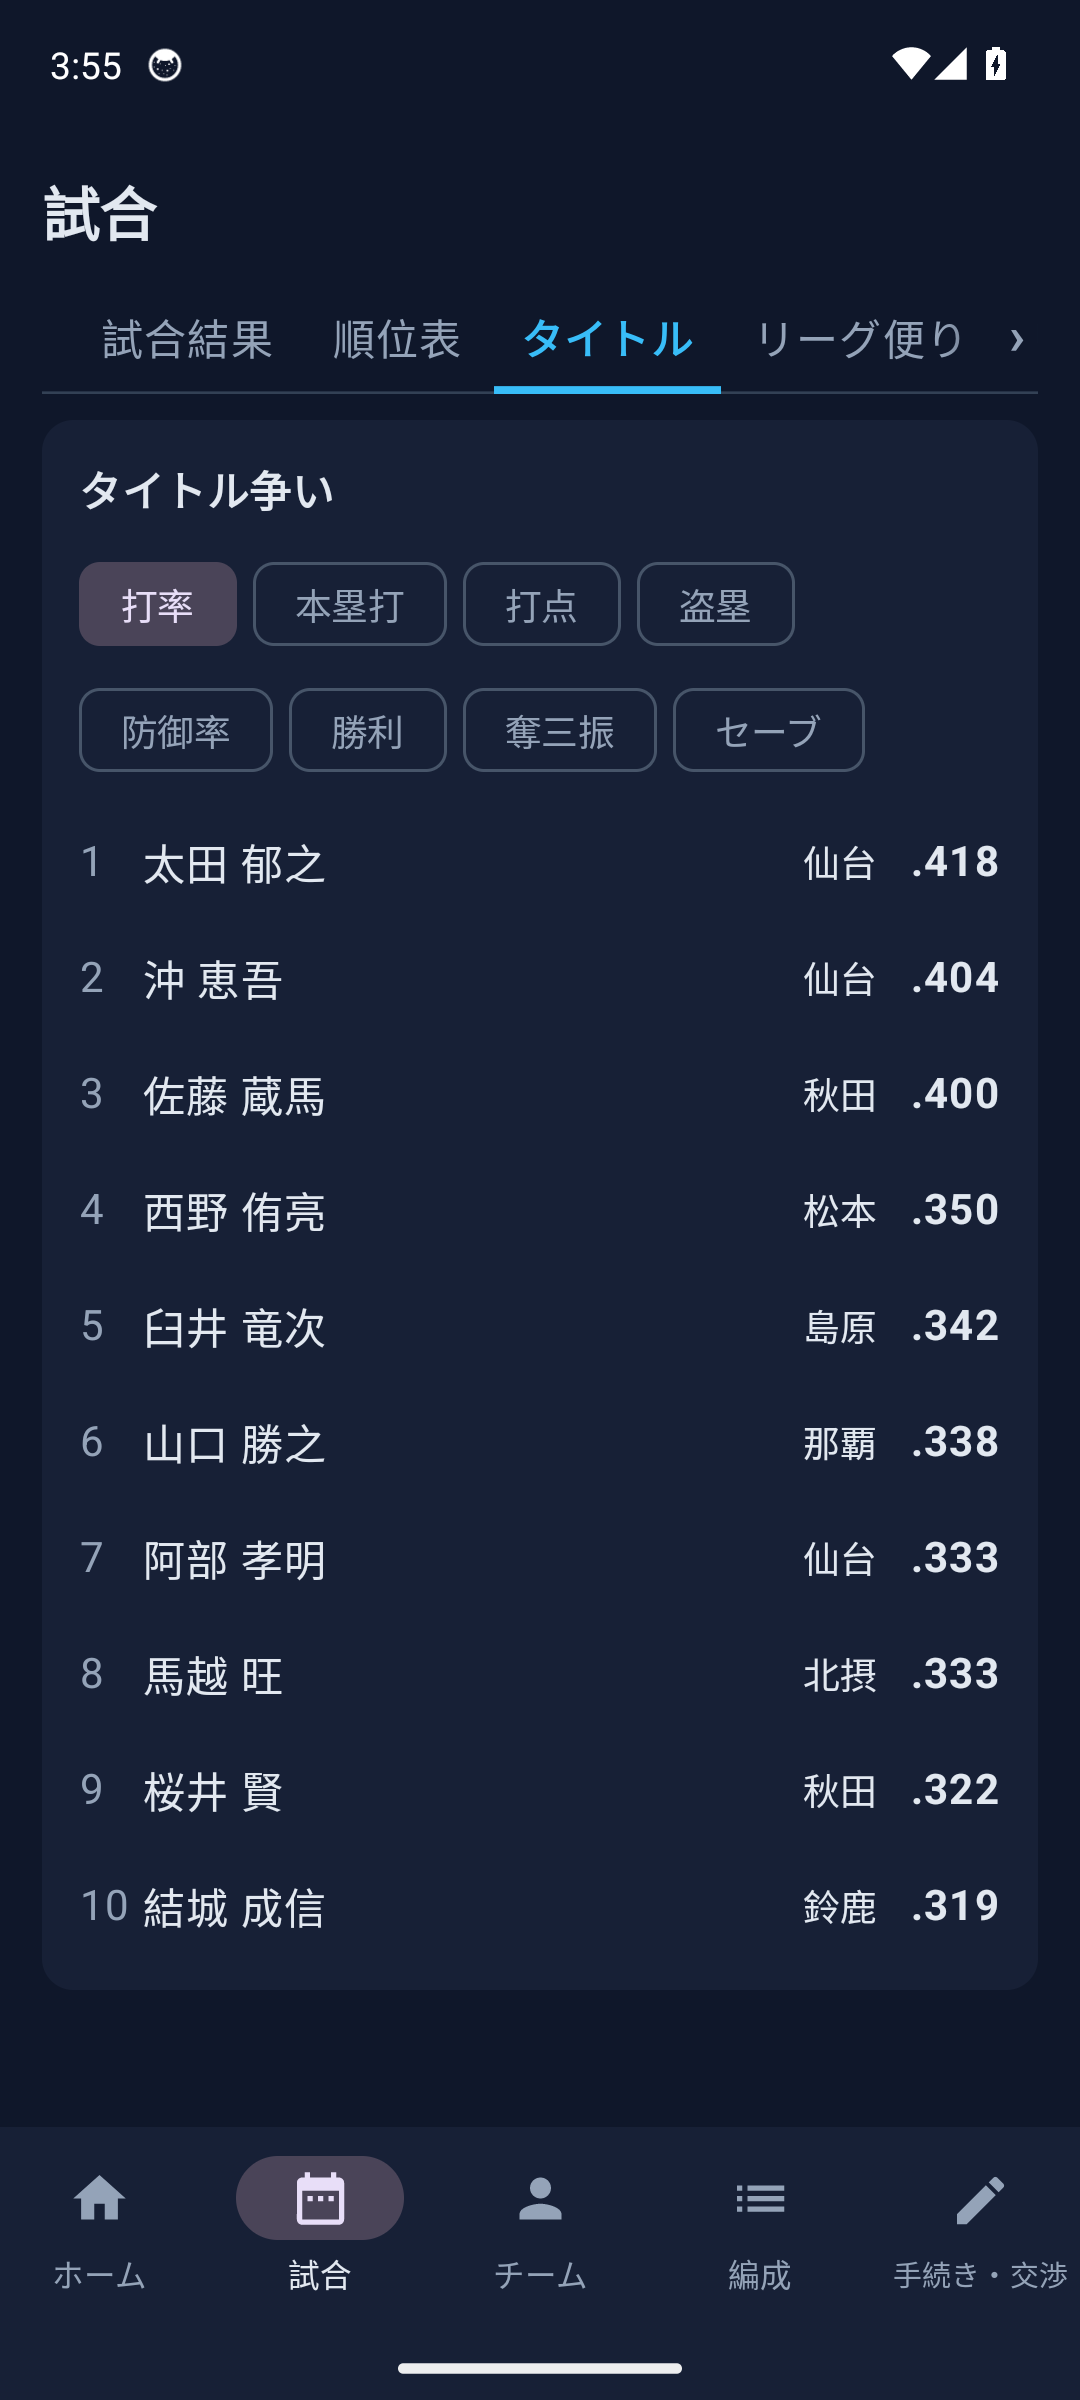 3:55
試合
試合結果 順位表 タイトル リーグ便り ›
タイトル争い
打率 本塁打 打点 盗塁
防御率 勝利 奪三振 セーブ
1 太田 郁之 仙台 .418
2 沖 恵吾 仙台 .404
3 佐藤 蔵馬 秋田 .400
4 西野 侑亮 松本 .350
5 臼井 竜次 島原 .342
6 山口 勝之 那覇 .338
7 阿部 孝明 仙台 .333
8 馬越 旺 北摂 .333
9 桜井 賢 秋田 .322
10 結城 成信 鈴鹿 .319
ホーム 試合 チーム 編成 手続き・交渉